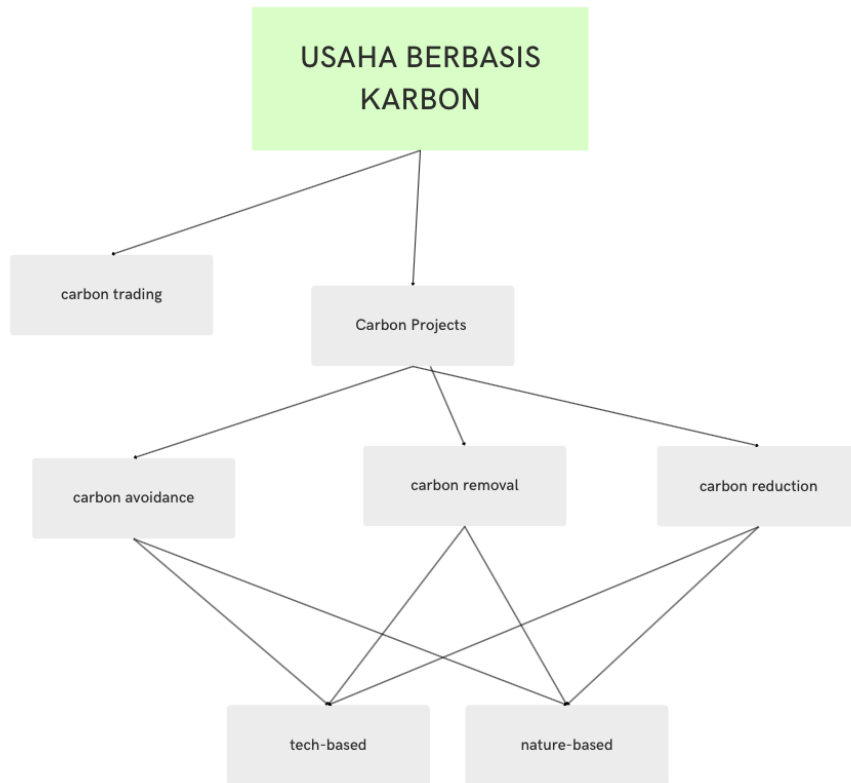 USAHA BERBASIS
KARBON
carbon trading
Carbon Projects
carbon avoidance
carbon removal
carbon reduction
tech-based
nature-based